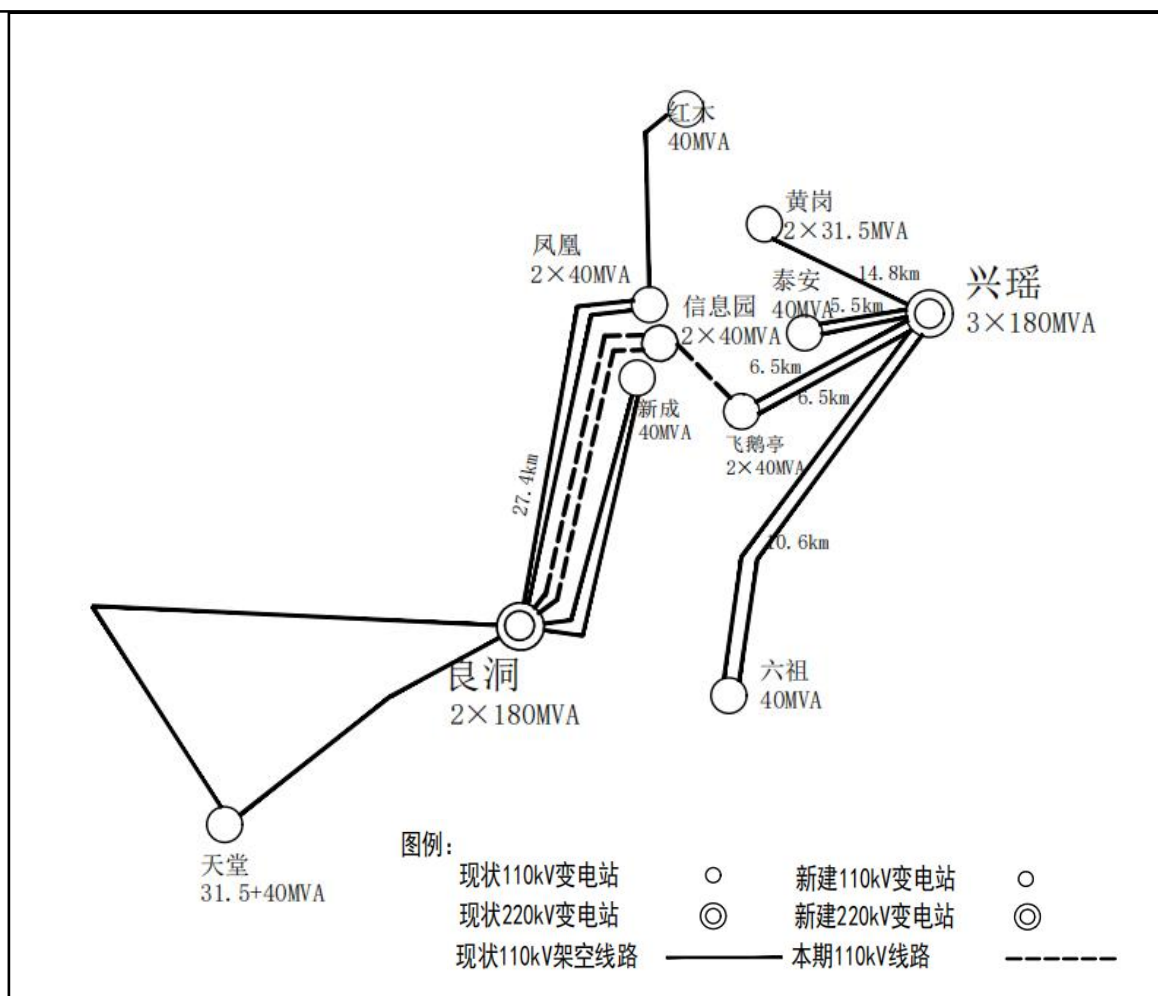 红木
40MVA
黄岗
2×31.5MVA
凤凰
2×40MVA
14.8km
泰安
40MVA
5.5km
兴瑶
3×180MVA
信息园
2×40MVA
6.5km
6.5km
新成
40MVA
飞鹅亭
2×40MVA
27.4km
10.6km
良洞
2×180MVA
六祖
40MVA
天堂
31.5+40MVA
图例：
现状110kV变电站
新建110kV变电站
现状220kV变电站
新建220kV变电站
现状110kV架空线路
本期110kV线路